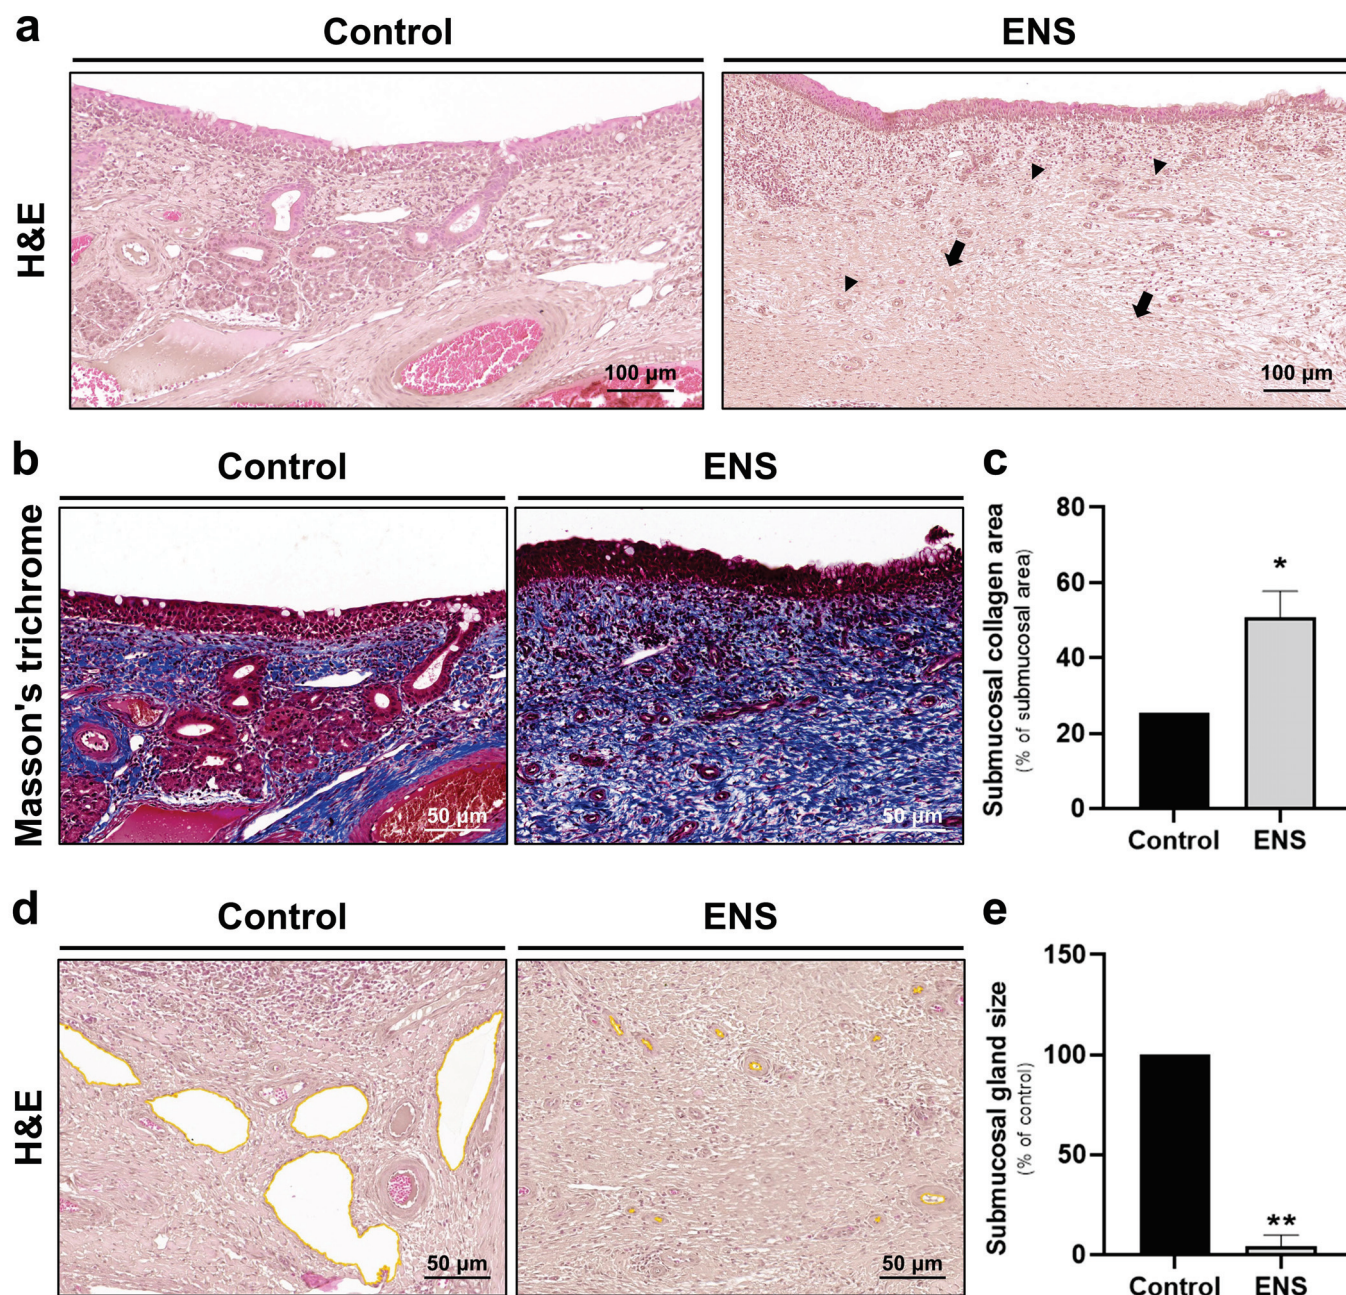 a
Control
ENS
H&E
100 µm
100 µm
b
Control
ENS
Masson's trichrome
50 µm
50 µm
c
Submucosal collagen area
(% of submucosal area)
80
60
40
20
0
*
Control
ENS
d
Control
ENS
H&E
50 µm
50 µm
e
Submucosal gland size
(% of control)
150
100
50
0
**
Control
ENS